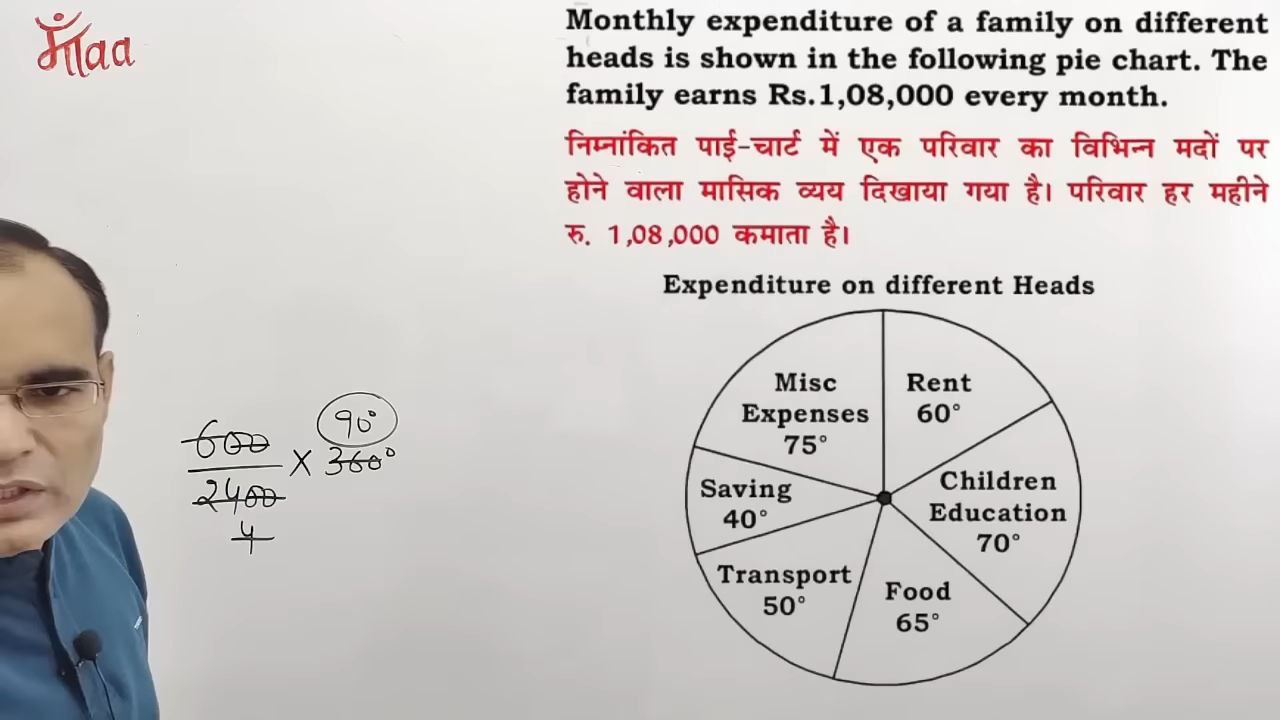 माँaa
Monthly expenditure of a family on different
heads is shown in the following pie chart. The
family earns Rs.1,08,000 every month.
निम्नांकित पाई-चार्ट में एक परिवार का विभिन्न मदों पर
होने वाला मासिक व्यय दिखाया गया है। परिवार हर महीने
रु. 1,08,000 कमाता है।
Expenditure on different Heads
Misc
Expenses
75°
Rent
60°
Saving
40°
Children
Education
70°
Transport
50°
Food
65°
90°
600
× 360°
2400
4